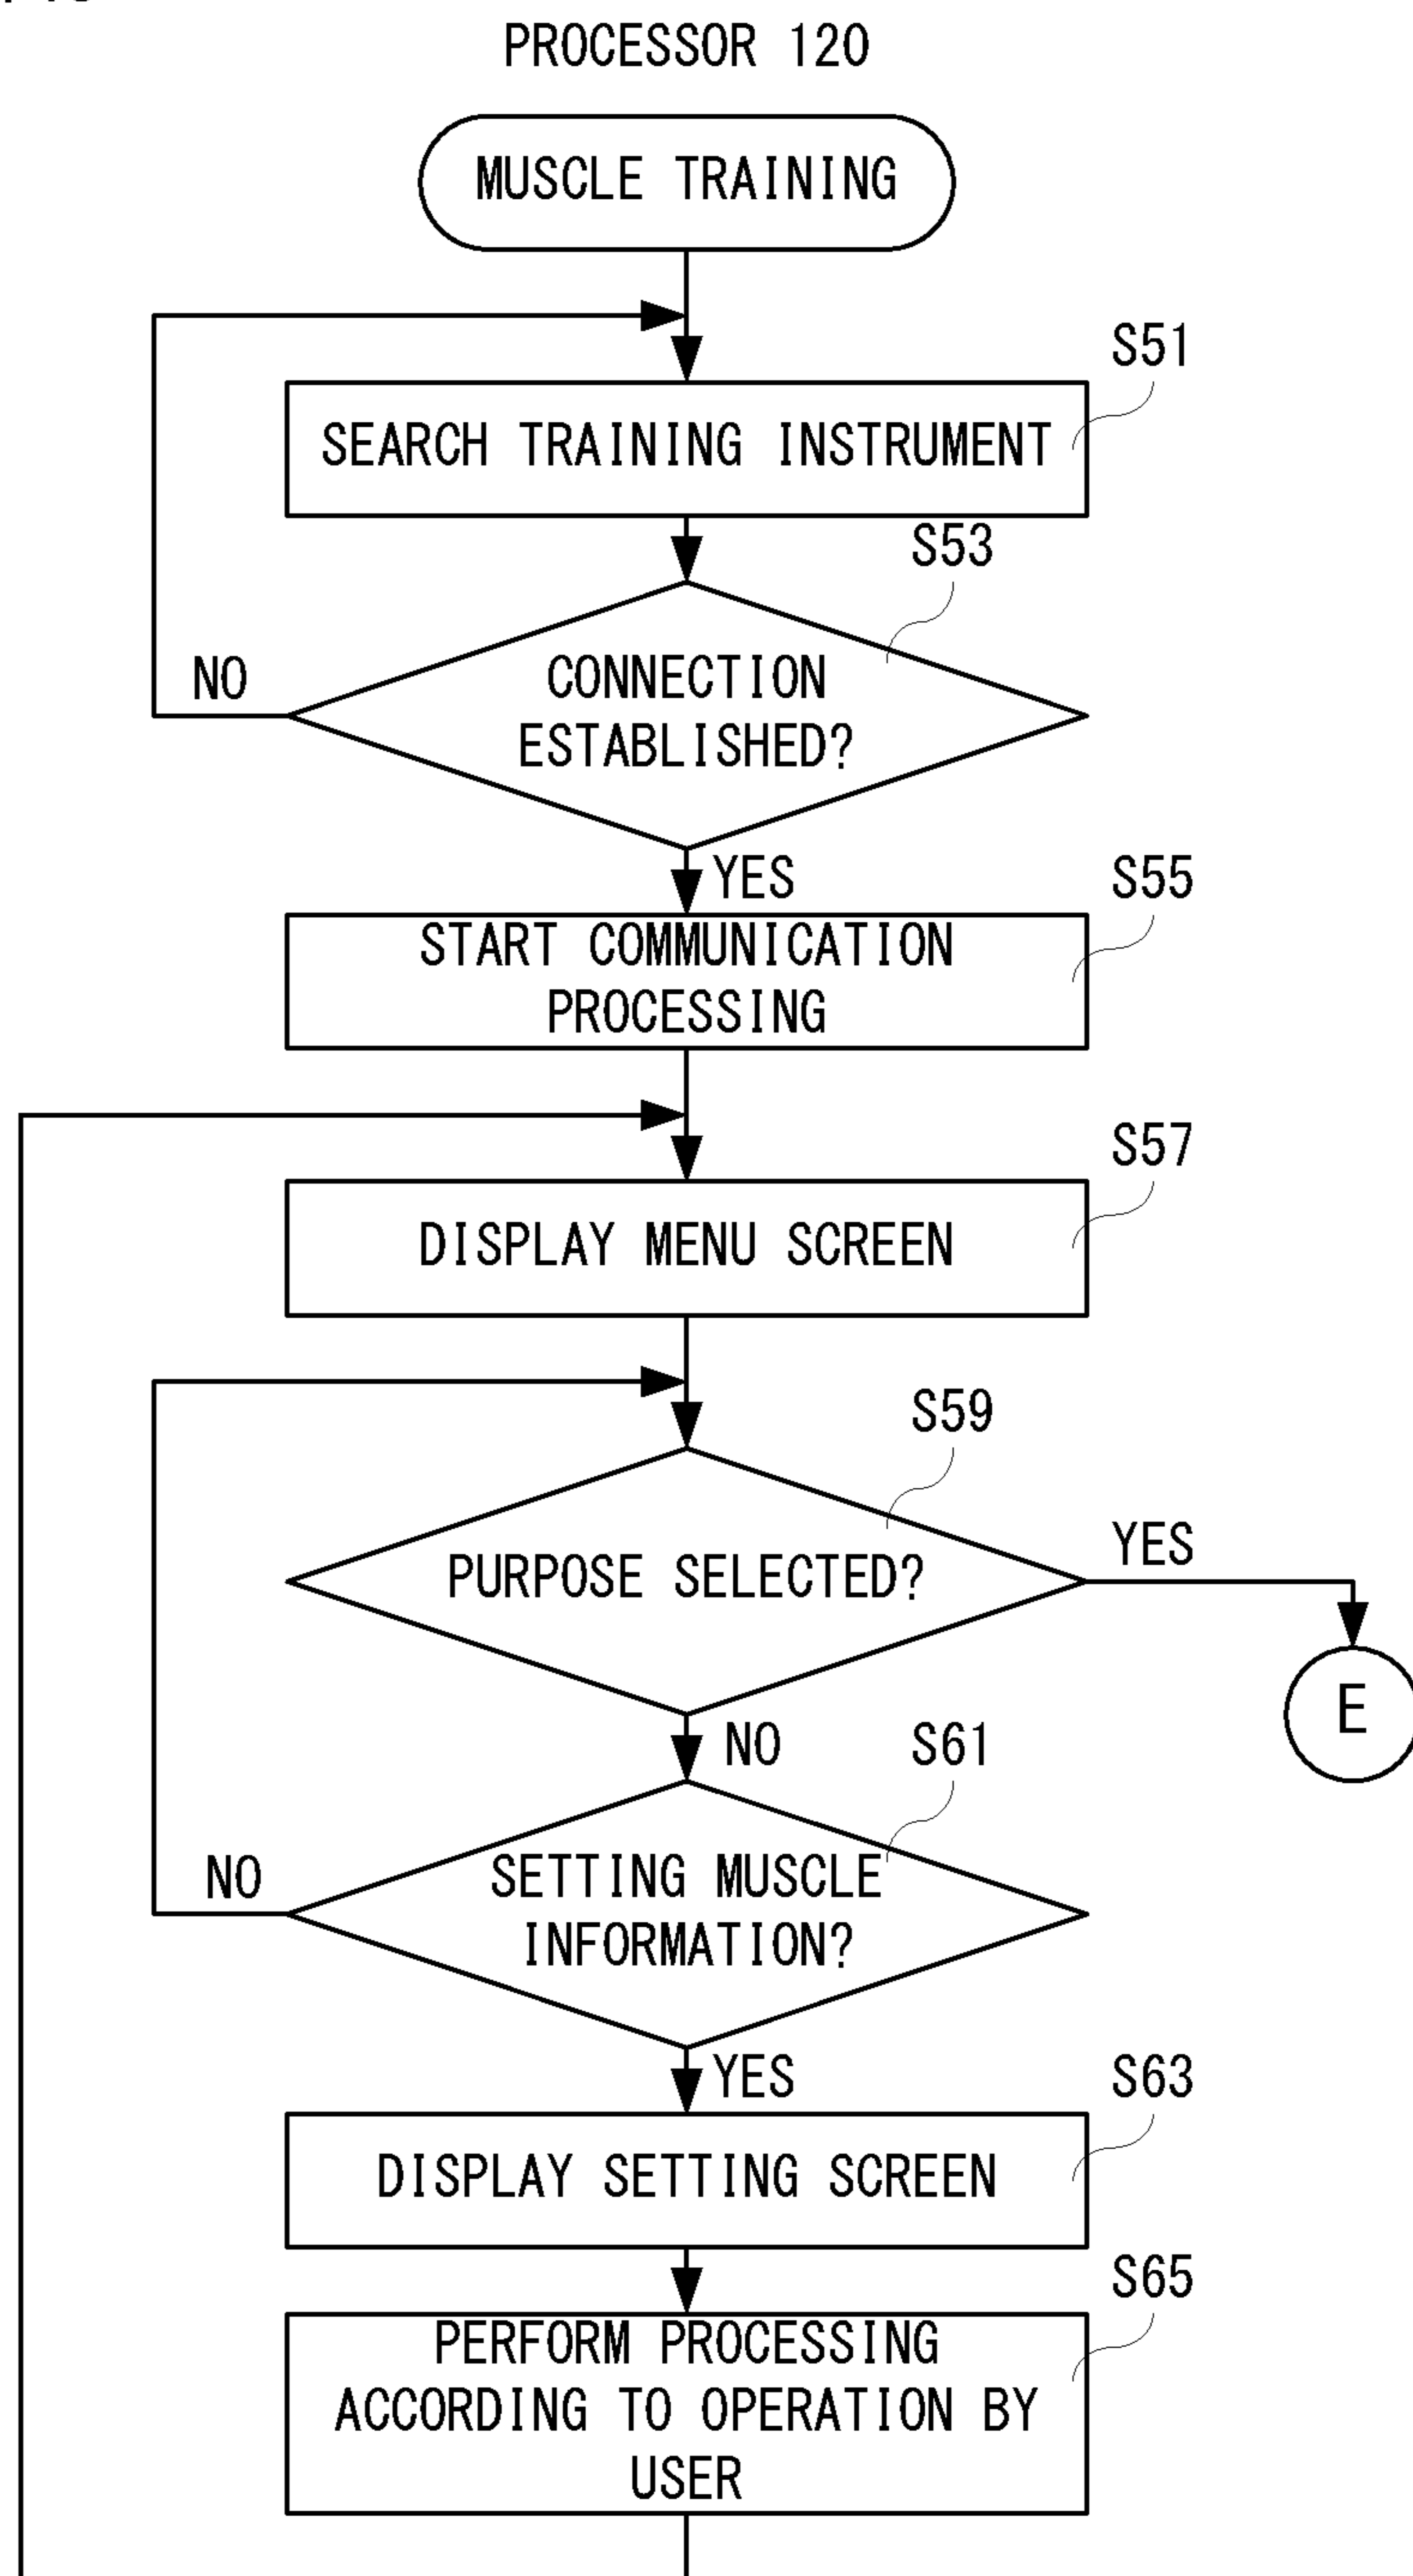 PROCESSOR 120
MUSCLE TRAINING
S51
SEARCH TRAINING INSTRUMENT
S53
CONNECTION
ESTABLISHED?
NO
YES
S55
START COMMUNICATION
PROCESSING
S57
DISPLAY MENU SCREEN
S59
PURPOSE SELECTED?
YES
E
NO
S61
SETTING MUSCLE
INFORMATION?
NO
YES
S63
DISPLAY SETTING SCREEN
S65
PERFORM PROCESSING
ACCORDING TO OPERATION BY
USER